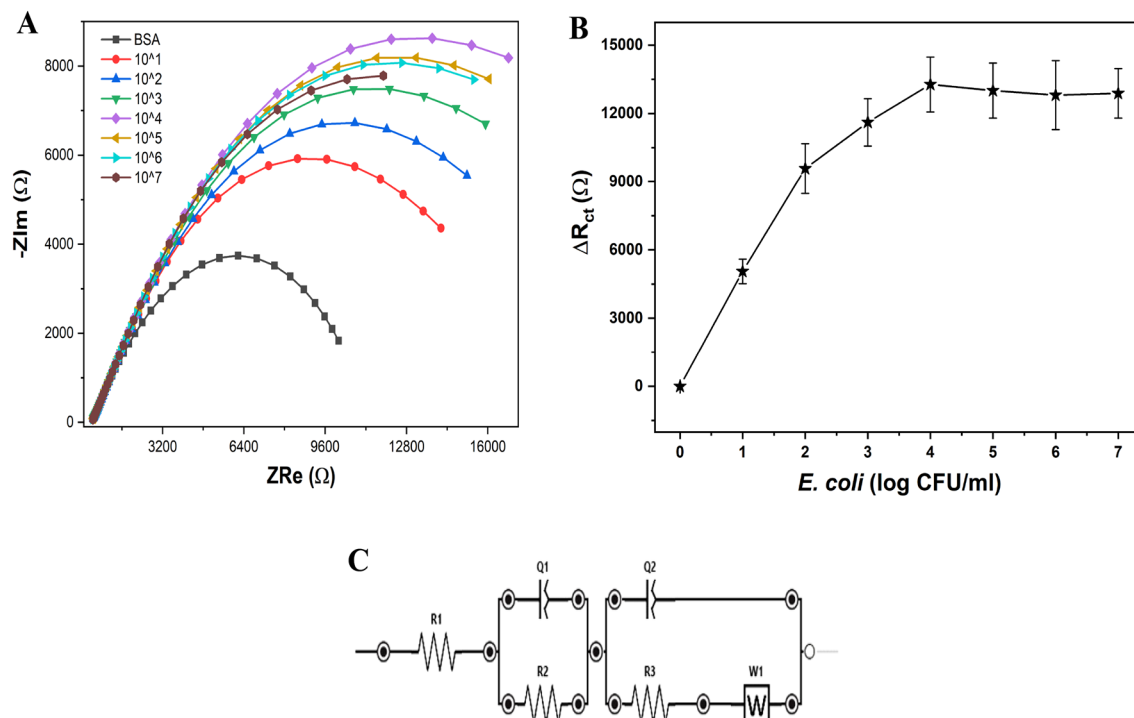 A
BSA
10^1
10^2
10^3
10^4
10^5
10^6
10^7
8000
6000
4000
2000
0
-ZIm (Ω)
3200 6400 9600 12800 16000
ZRe (Ω)
B
15000
12000
9000
6000
3000
0
ΔRct (Ω)
0 1 2 3 4 5 6 7
E. coli (log CFU/ml)
C
Q1 Q2
R1
R2 R3 W1
W